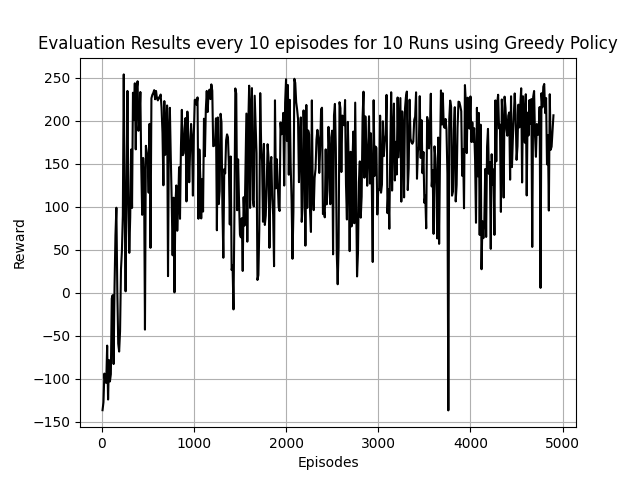 Evaluation Results every 10 episodes for 10 Runs using Greedy Policy
250
200
150
100
50
0
−50
−100
−150
Reward
0 1000 2000 3000 4000 5000
Episodes